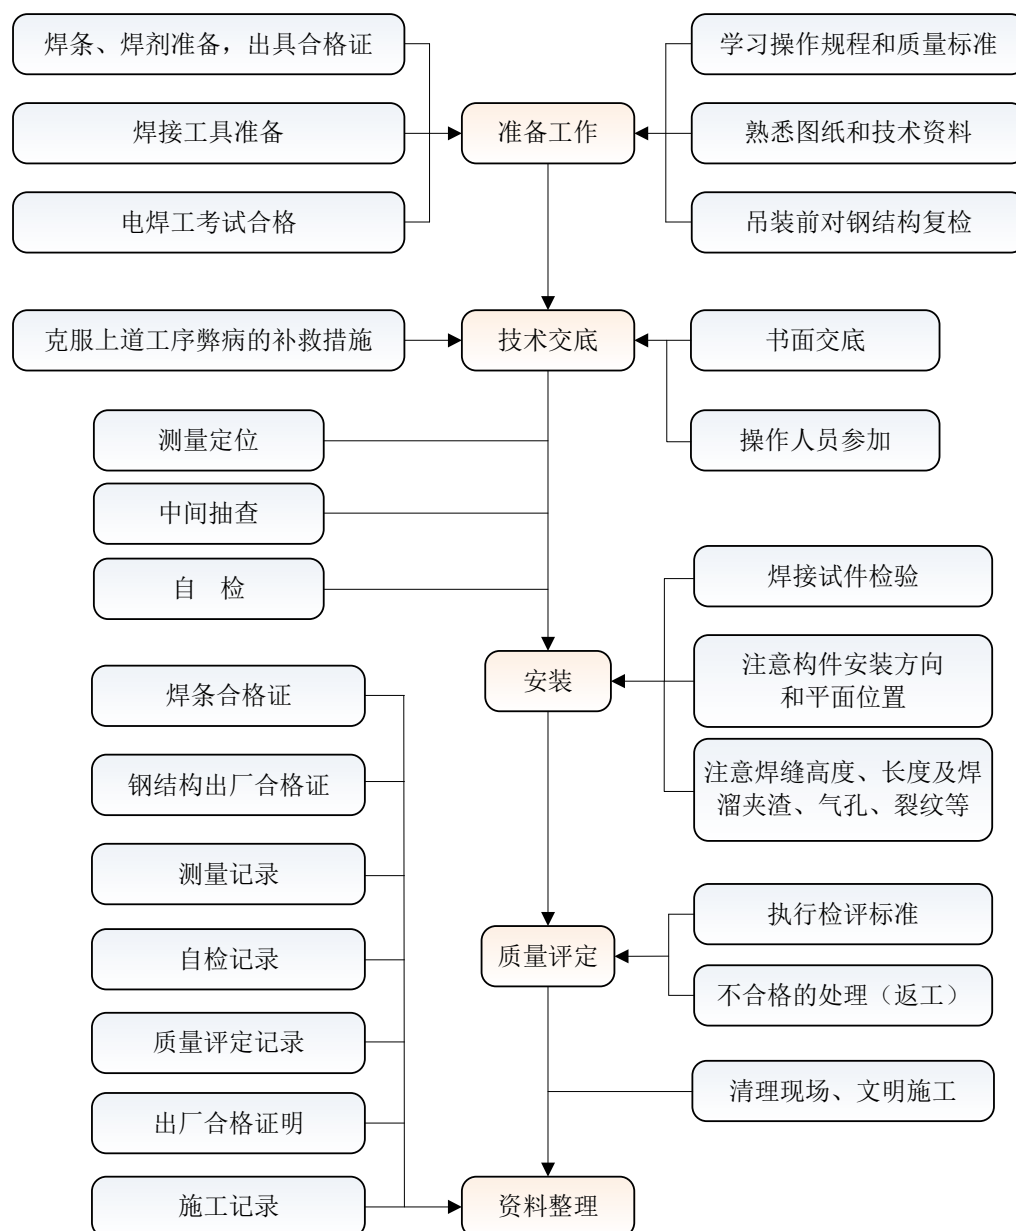 焊条、焊剂准备，出具合格证
学习操作规程和质量标准
焊接工具准备
准备工作
熟悉图纸和技术资料
电焊工考试合格
吊装前对钢结构复检
克服上道工序弊病的补救措施
技术交底
书面交底
测量定位
操作人员参加
中间抽查
自 检
焊接试件检验
安装
注意构件安装方向
和平面位置
焊条合格证
钢结构出厂合格证
注意焊缝高度、长度及焊
溜夹渣、气孔、裂纹等
测量记录
执行检评标准
质量评定
自检记录
不合格的处理（返工）
质量评定记录
清理现场、文明施工
出厂合格证明
施工记录
资料整理